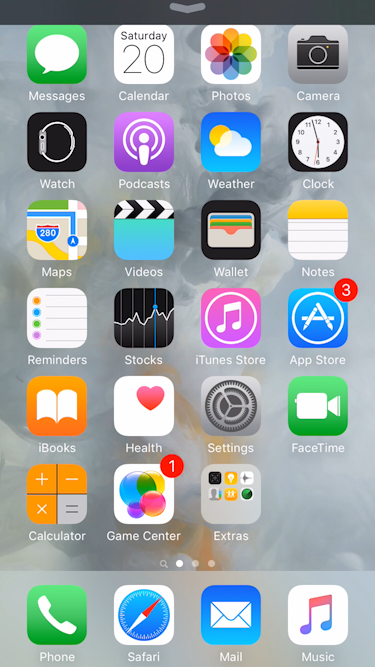 Saturday
20
Messages
Calendar
Photos
Camera
Watch
Podcasts
Weather
Clock
280
Maps
Videos
Wallet
Notes
3
Reminders
Stocks
iTunes Store
App Store
iBooks
Health
Settings
FaceTime
1
Calculator
Game Center
Extras
Phone
Safari
Mail
Music